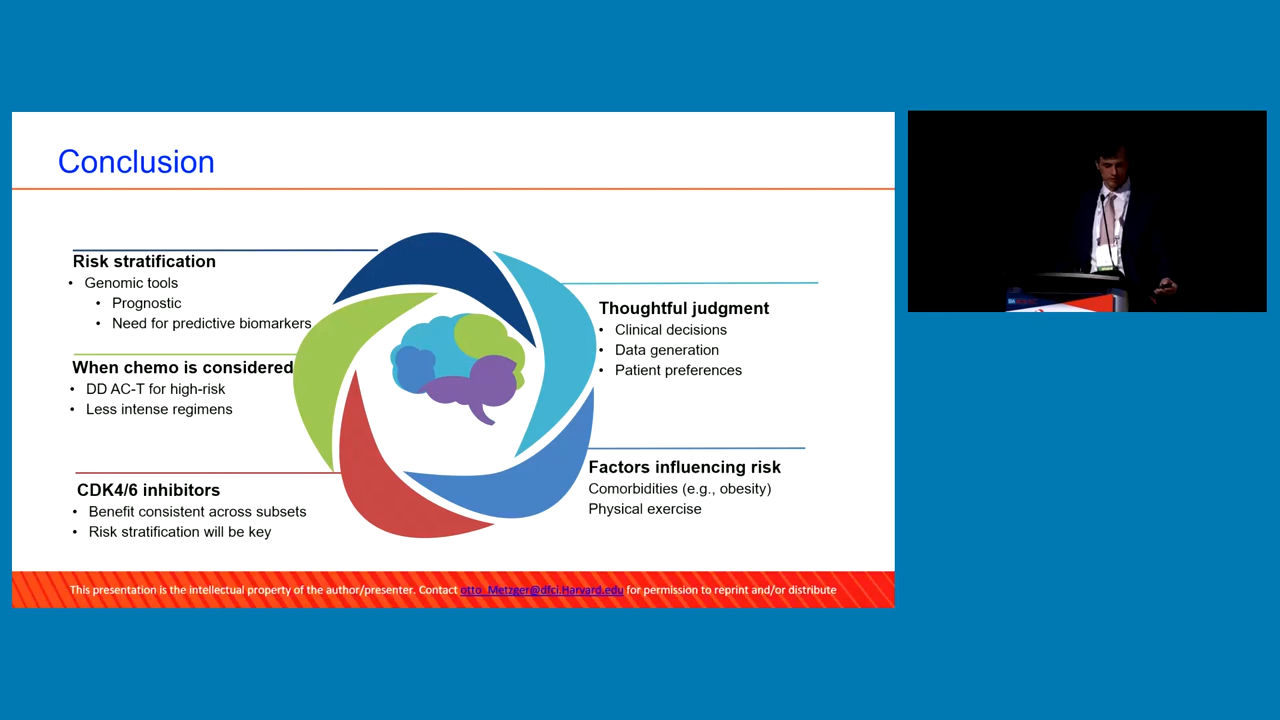 Conclusion
Risk stratification
• Genomic tools
• Prognostic
• Need for predictive biomarkers
When chemo is considered
• DD AC-T for high-risk
• Less intense regimens
CDK4/6 inhibitors
• Benefit consistent across subsets
• Risk stratification will be key
Thoughtful judgment
• Clinical decisions
• Data generation
• Patient preferences
Factors influencing risk
Comorbidities (e.g., obesity)
Physical exercise
This presentation is the intellectual property of the author/presenter. Contact otto_Metzger@dfci.Harvard.edu for permission to reprint and/or distribute